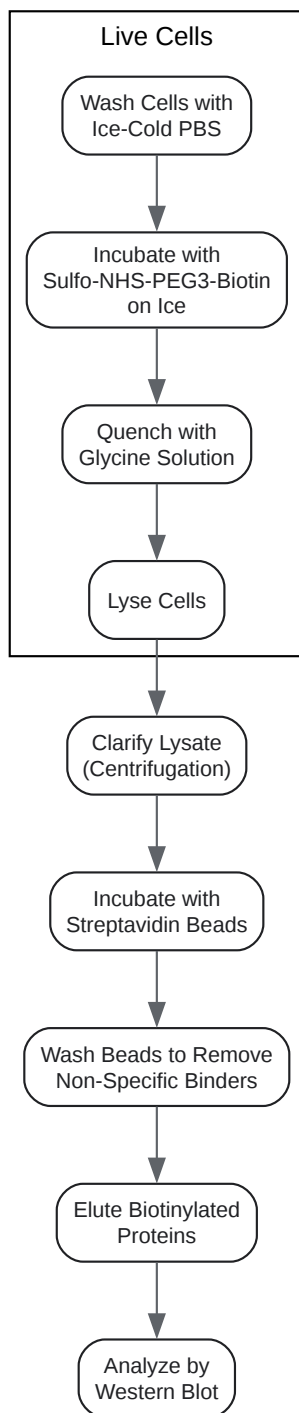 Live Cells
Wash Cells with
Ice-Cold PBS
Incubate with
Sulfo-NHS-PEG3-Biotin
on Ice
Quench with
Glycine Solution
Lyse Cells
Clarify Lysate
(Centrifugation)
Incubate with
Streptavidin Beads
Wash Beads to Remove
Non-Specific Binders
Elute Biotinylated
Proteins
Analyze by
Western Blot